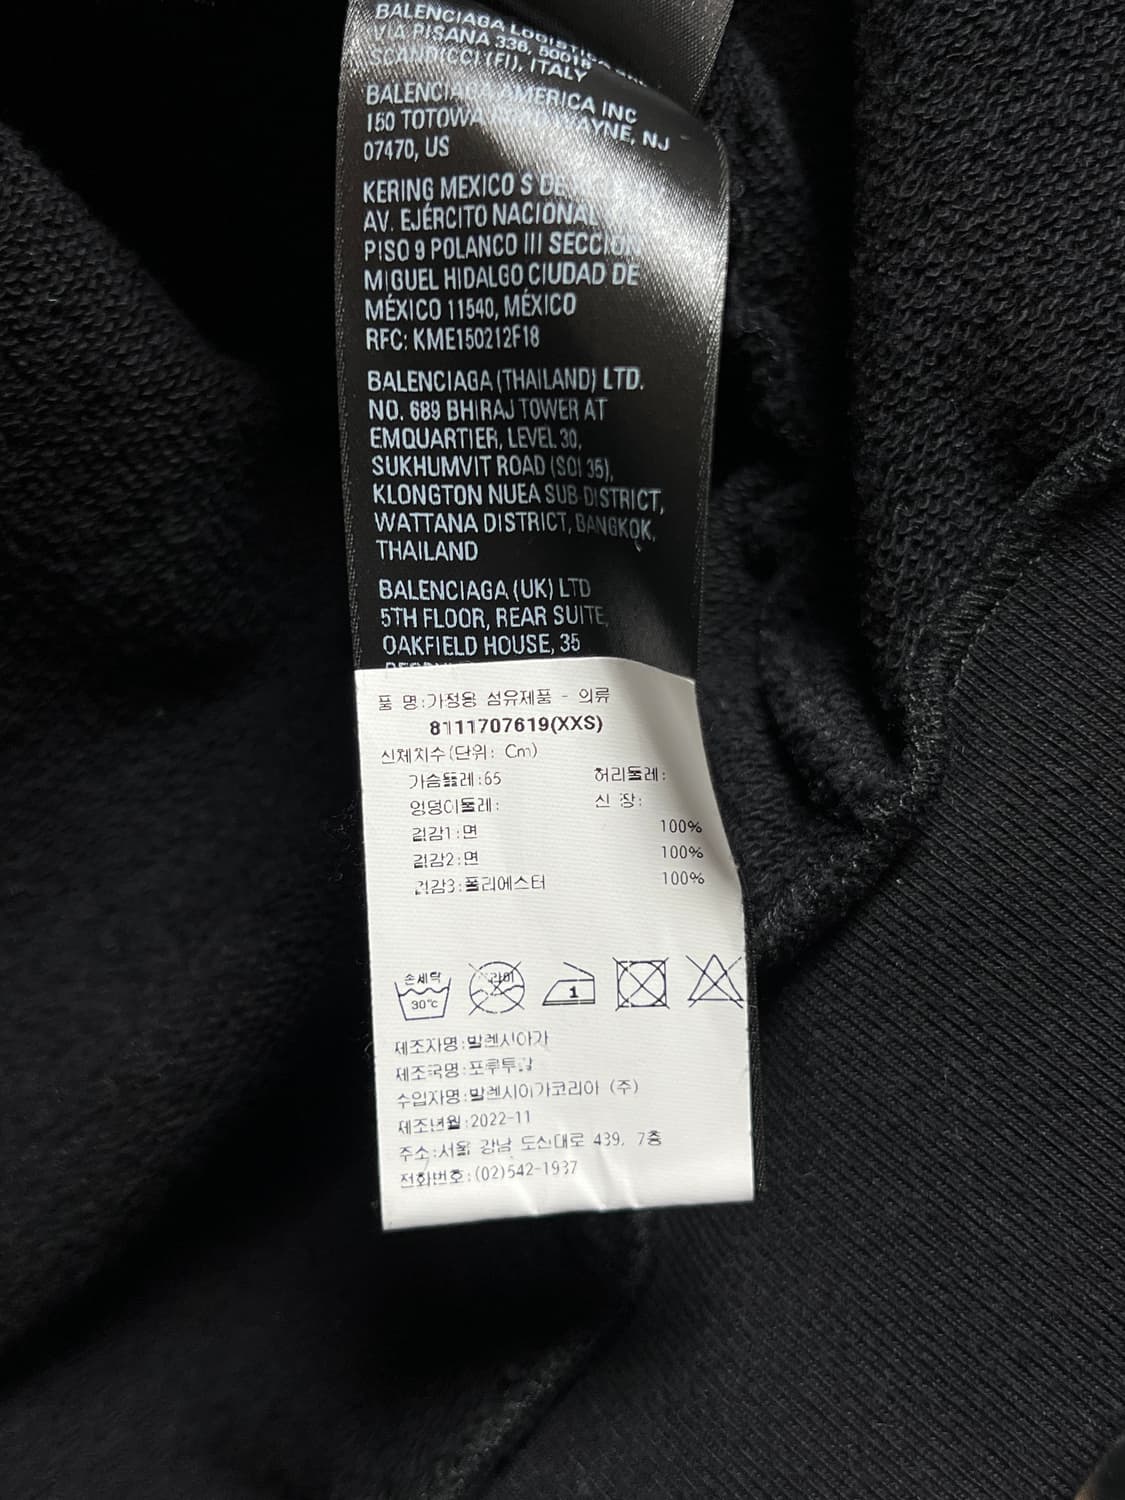 BALENCIAGA LOGISTICA
VIA PISANA 336, 50018
SCANDICCI (FI), ITALY
BALENCIAGA AMERICA INC
150 TOTOWA WAYNE, NJ
07470, US
KERING MEXICO S DE
AV. EJÉRCITO NACIONAL
PISO 9 POLANCO III SECCIÓN
MIGUEL HIDALGO CIUDAD DE
MÉXICO 11540, MÉXICO
RFC: KME150212F18
BALENCIAGA (THAILAND) LTD.
NO. 689 BHIRAJ TOWER AT
EMQUARTIER, LEVEL 30,
SUKHUMVIT ROAD (SOI 35),
KLONGTON NUEA SUB DISTRICT,
WATTANA DISTRICT, BANGKOK,
THAILAND
BALENCIAGA (UK) LTD
5TH FLOOR, REAR SUITE,
OAKFIELD HOUSE, 35
품 명:가정용 섬유제품 - 의류
8111707619(XXS)
신체치수(단위: Cm)
가슴둘레:65 허리둘레:
엉덩이둘레: 신 장:
겉감1:면 100%
겉감2:면 100%
겉감3:폴리에스터 100%
손세탁 드라이
30℃ 1
제조자명:발렌시아가
제조국명:포루투갈
수입자명:발렌시아가코리아 (주)
제조년월:2022-11
주소:서울 강남 도산대로 439, 7층
전화번호:(02)542-1937